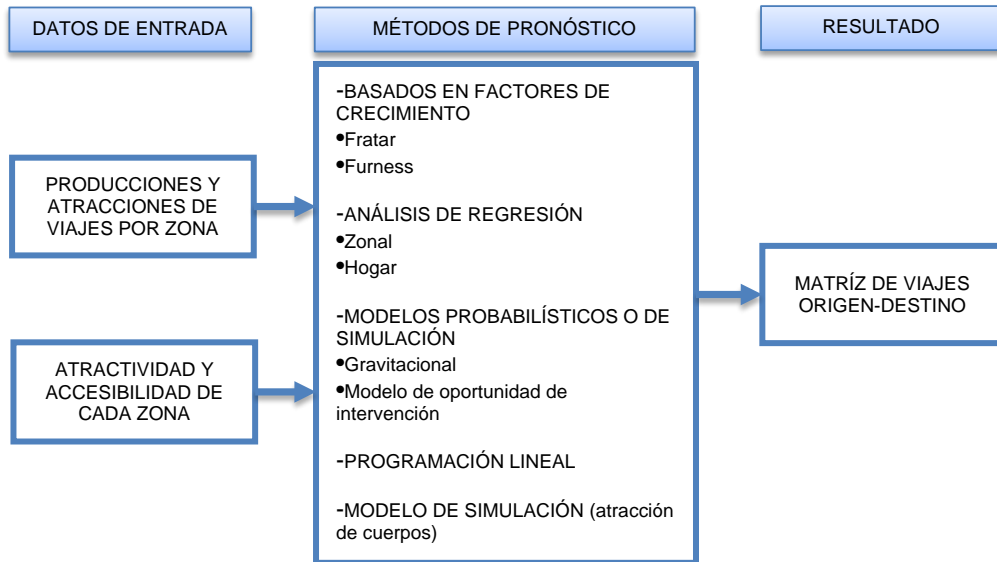 DATOS DE ENTRADA
MÉTODOS DE PRONÓSTICO
RESULTADO
PRODUCCIONES Y
ATRACCIONES DE
VIAJES POR ZONA
ATRACTIVIDAD Y
ACCESIBILIDAD DE
CADA ZONA
-BASADOS EN FACTORES DE
CRECIMIENTO
•Fratar
•Furness
-ANÁLISIS DE REGRESIÓN
•Zonal
•Hogar
-MODELOS PROBABILÍSTICOS O DE
SIMULACIÓN
•Gravitacional
•Modelo de oportunidad de
intervención
-PROGRAMACIÓN LINEAL
-MODELO DE SIMULACIÓN (atracción
de cuerpos)
MATRÍZ DE VIAJES
ORIGEN-DESTINO